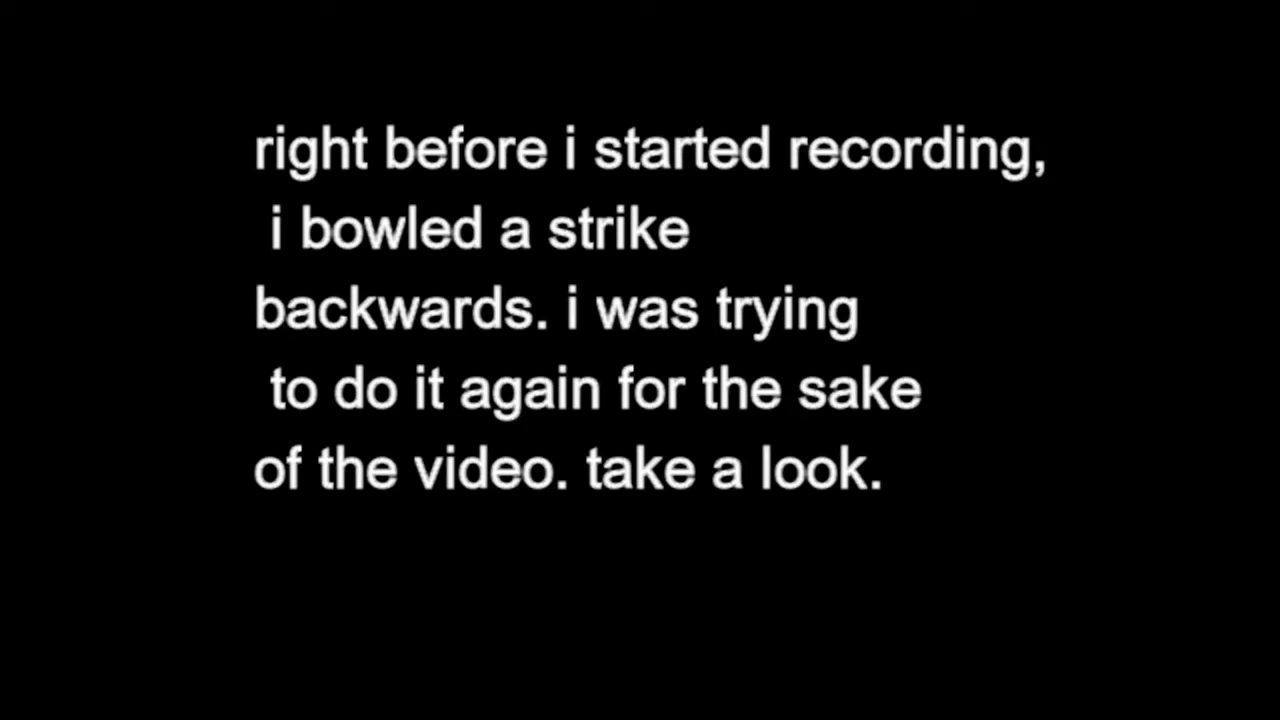 right before i started recording,
i bowled a strike
backwards. i was trying
to do it again for the sake
of the video. take a look.